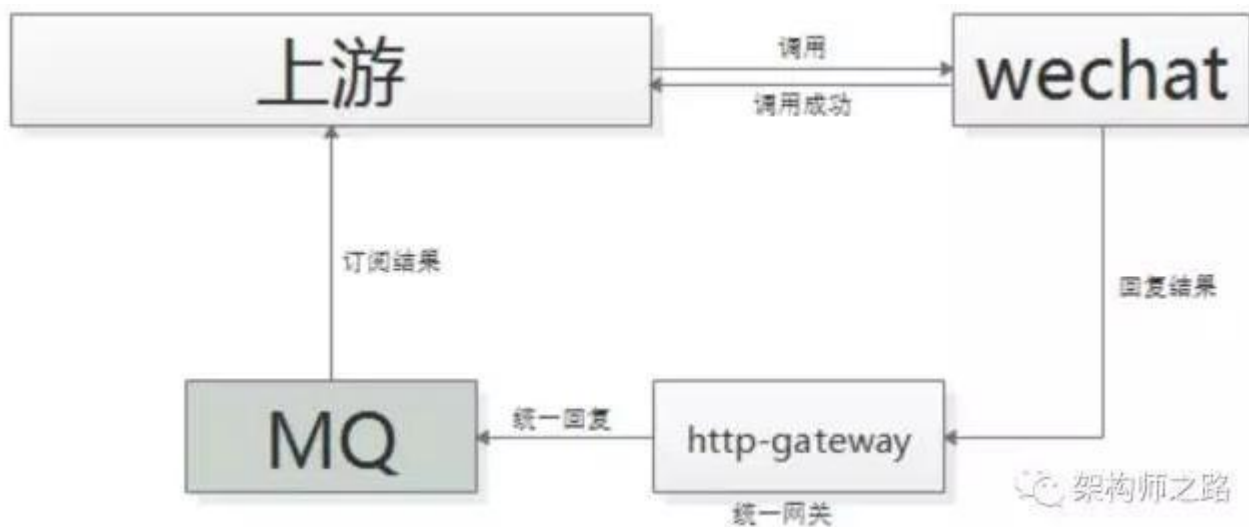 上游
调用
wechat
调用成功
订阅结果
回复结果
MQ
统一回复
http-gateway
统一网关
架构师之路